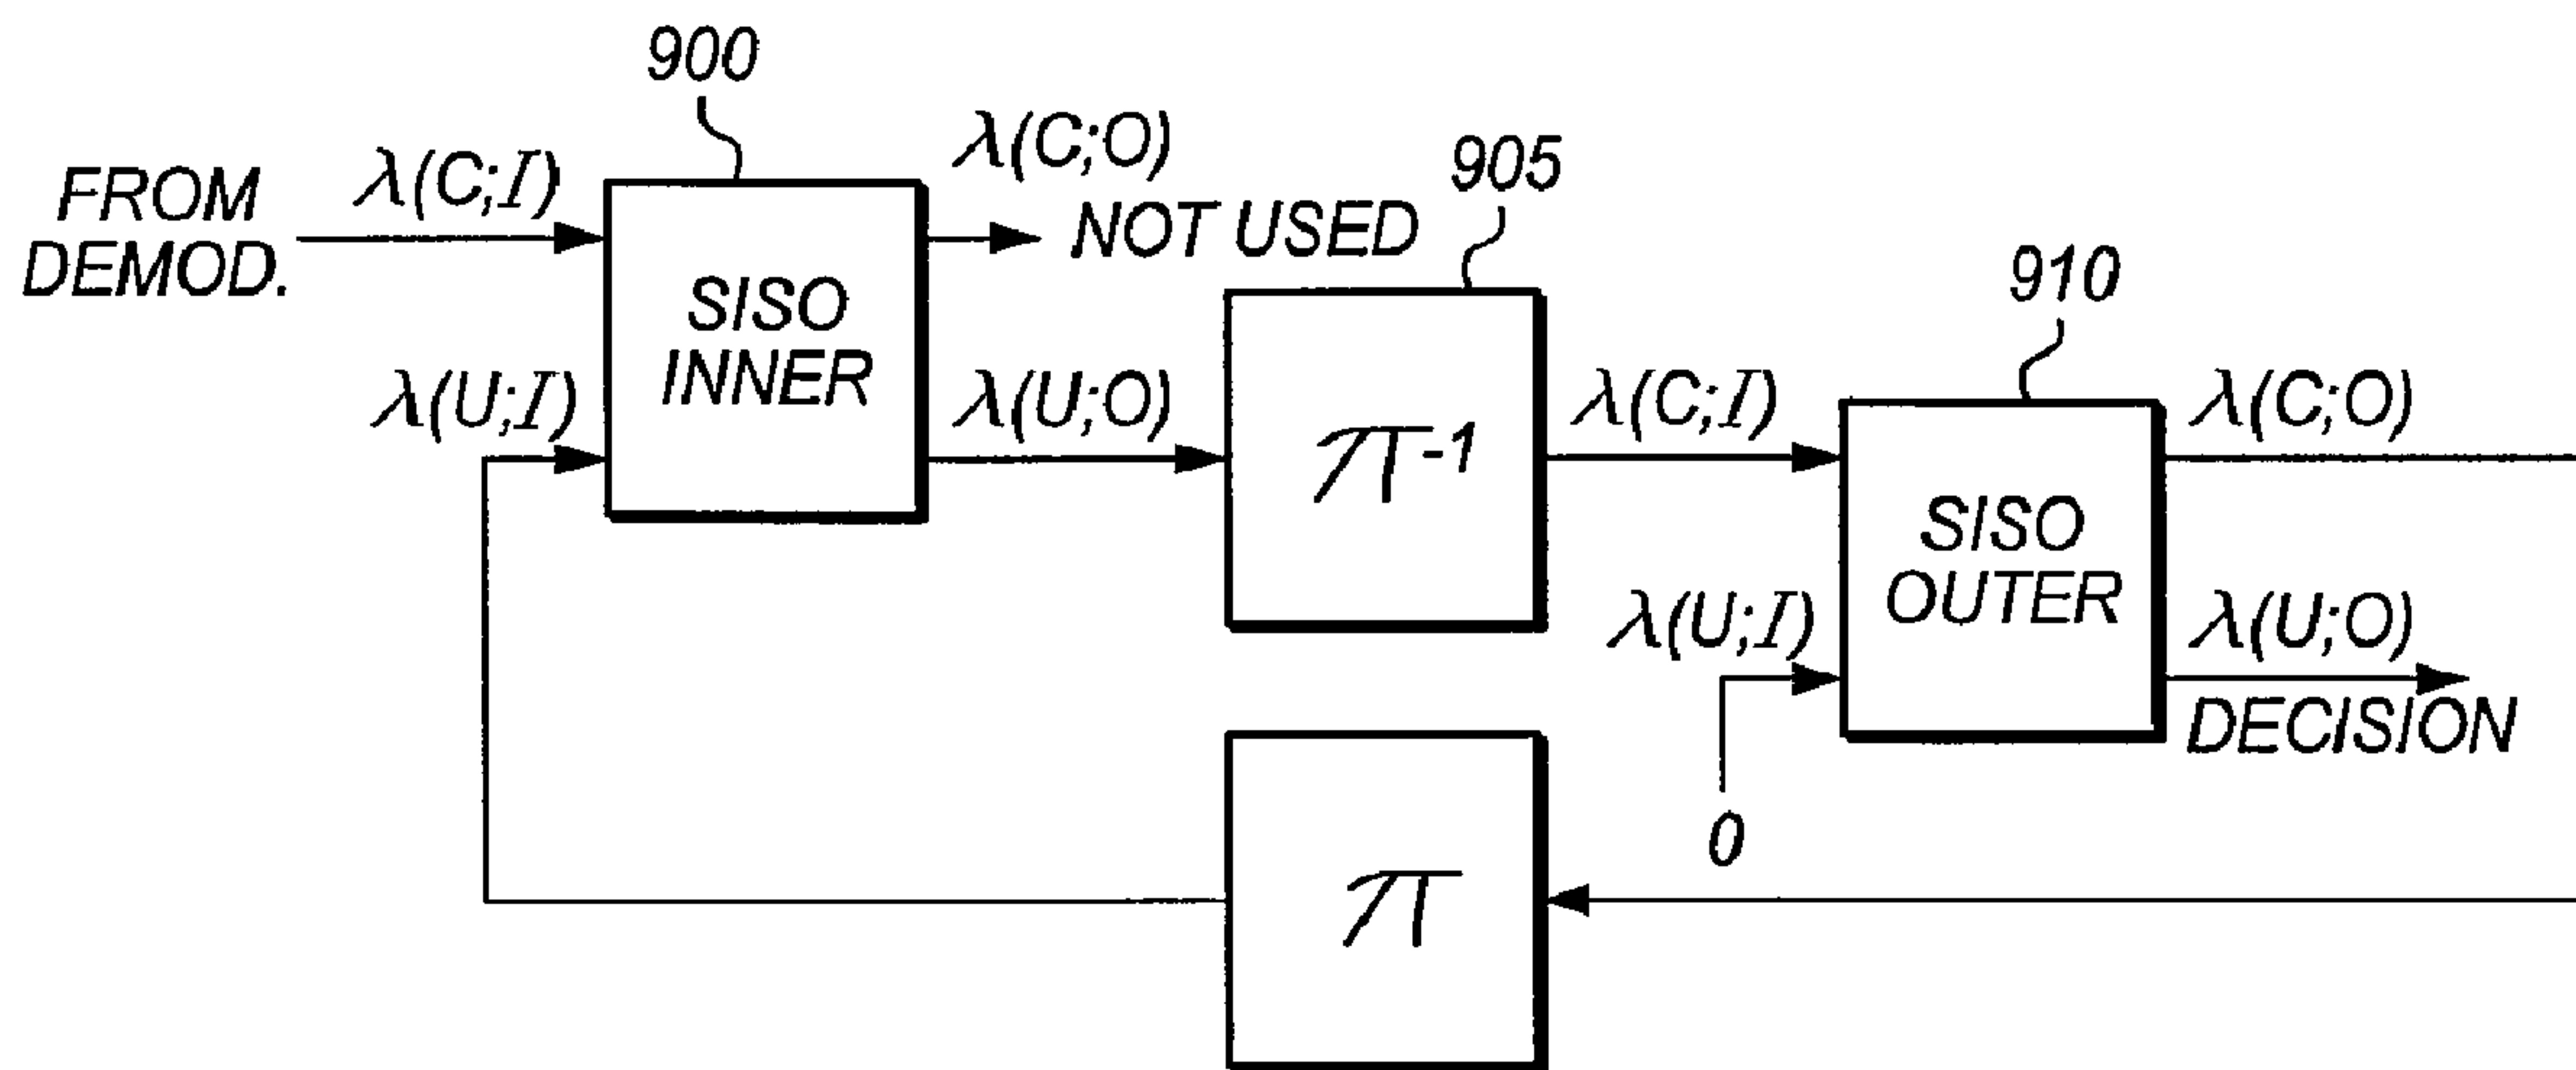 900
λ(C;O)
905
FROM
DEMOD.
λ(C;I)
NOT USED
910
SISO
INNER
λ(U;I)
λ(U;O)
π-1
λ(C;I)
λ(C;O)
SISO
OUTER
λ(U;I)
λ(U;O)
DECISION
0
π